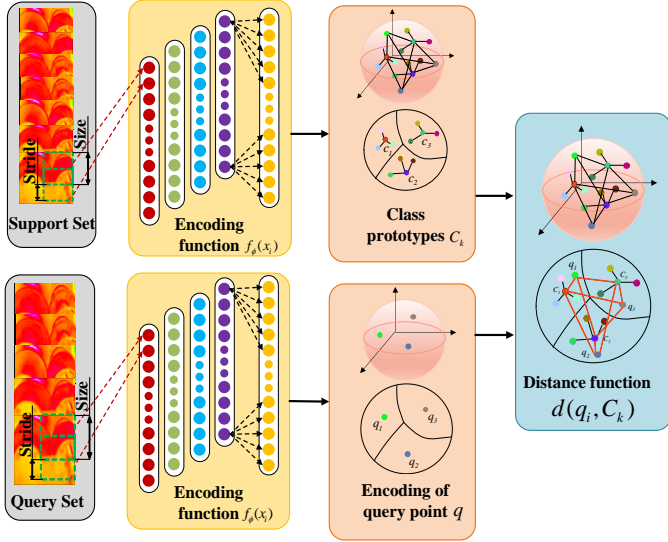 Stride
Size
Support Set
Encoding
function f_ϕ(x_i)
C_1
C_3
C_2
Class
prototypes C_k
Stride
Size
Query Set
Encoding
function f_ϕ(x_i)
q_1
q_3
q_2
Encoding of
query point q
q_1
C_3
q_3
C_2
q_2
Distance function
d(q_i, C_k)